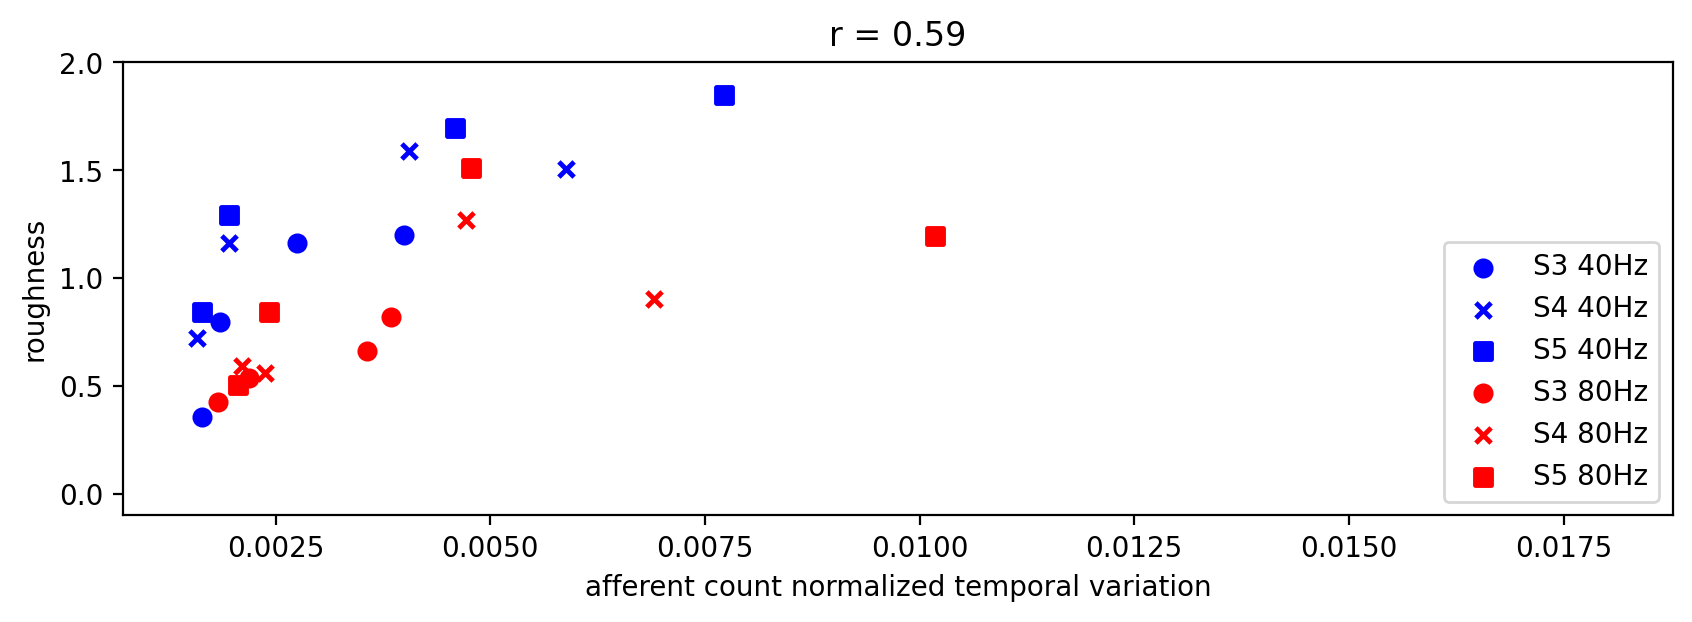 r = 0.59
2.0
1.5
1.0
0.5
0.0
roughness
S3 40Hz
S4 40Hz
S5 40Hz
S3 80Hz
S4 80Hz
S5 80Hz
0.0025 0.0050 0.0075 0.0100 0.0125 0.0150 0.0175
afferent count normalized temporal variation